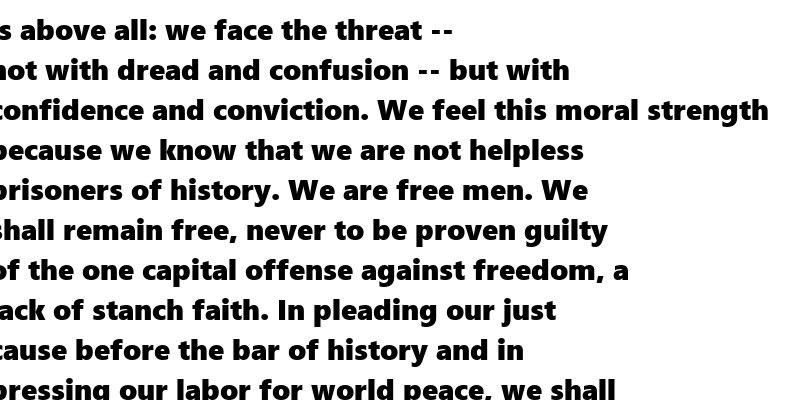 s above all: we face the threat --
not with dread and confusion -- but with
confidence and conviction. We feel this moral strength
because we know that we are not helpless
prisoners of history. We are free men. We
shall remain free, never to be proven guilty
of the one capital offense against freedom, a
lack of stanch faith. In pleading our just
cause before the bar of history and in
pressing our labor for world peace, we shall